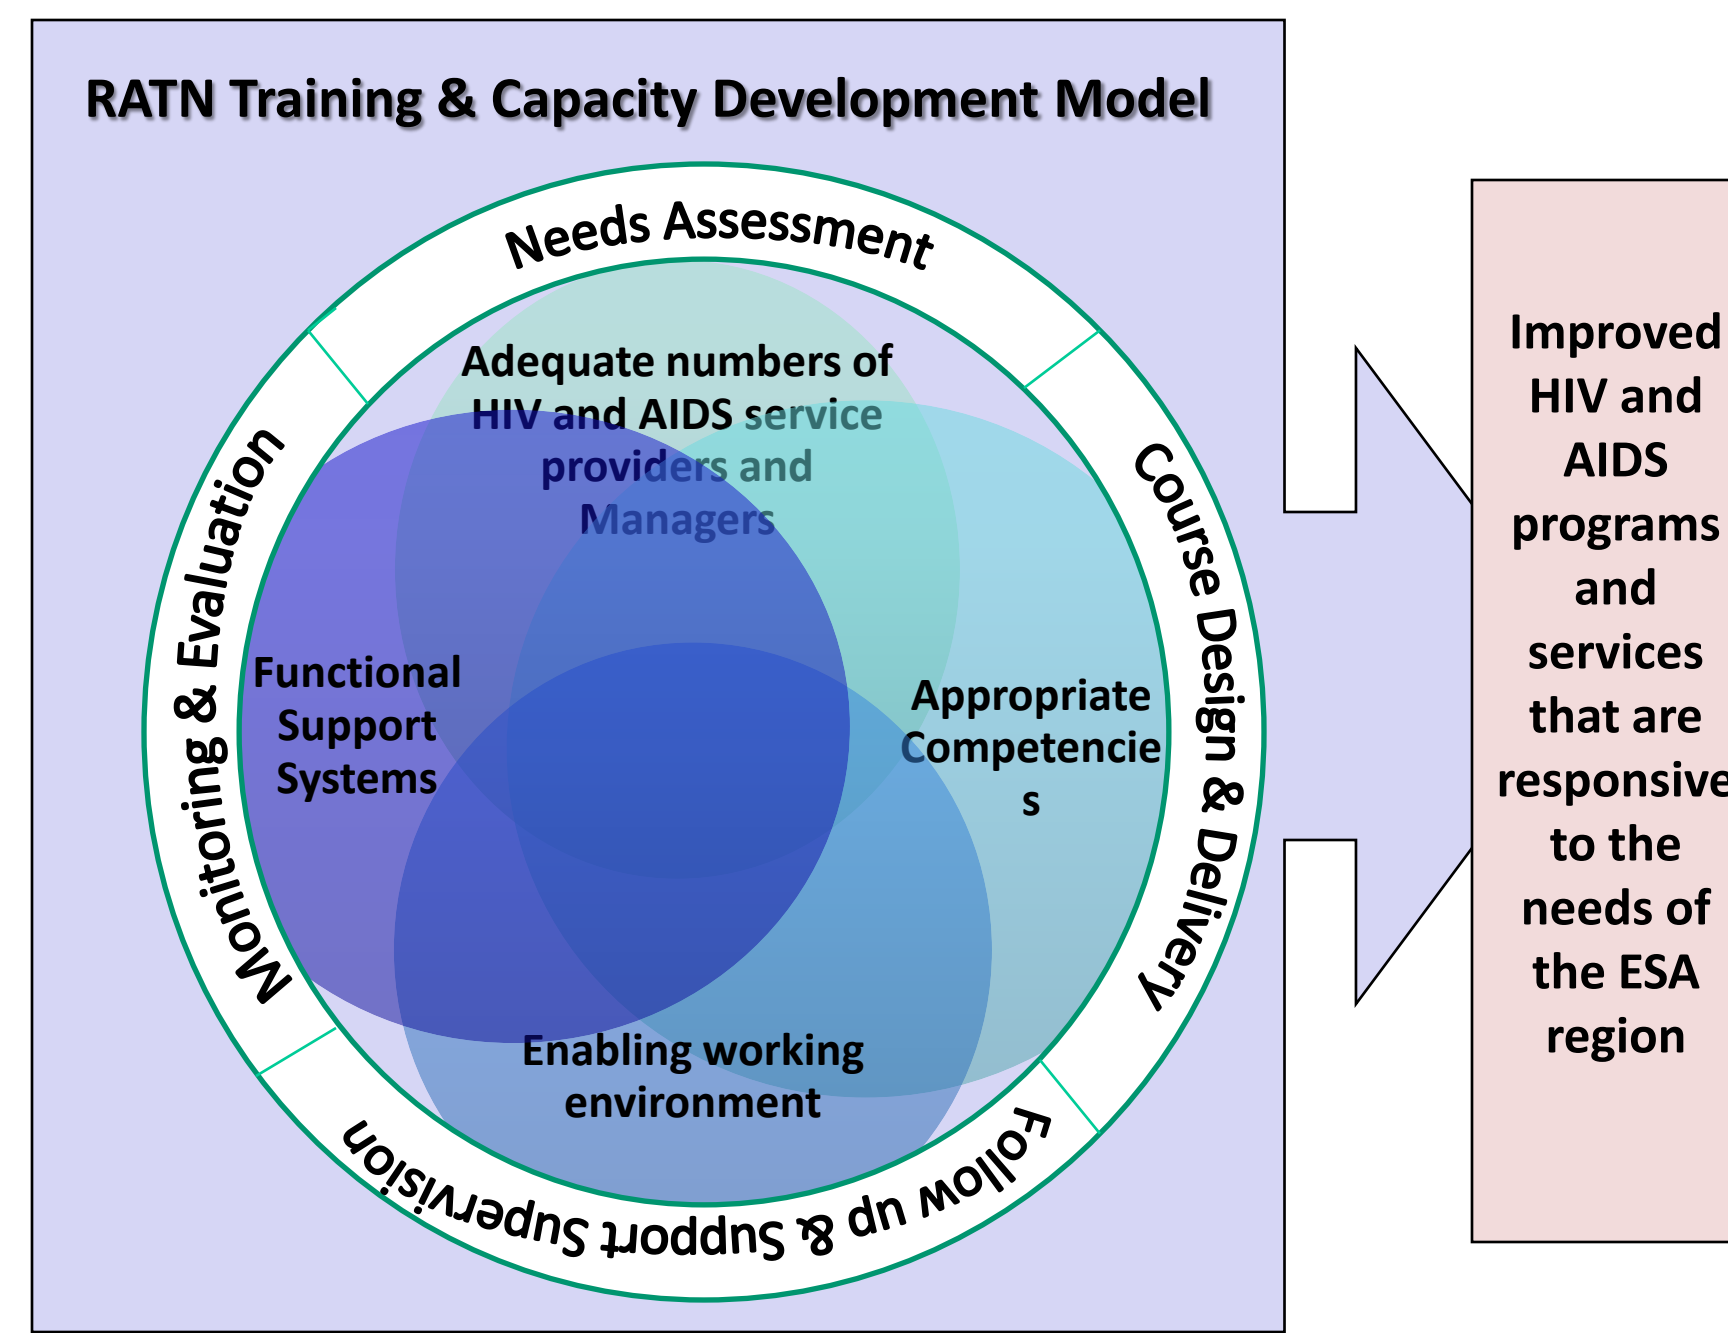 RATN Training & Capacity Development Model
Needs Assessment
Course Design & Delivery
Follow up & Support Supervision
Monitoring & Evaluation
Adequate numbers of
HIV and AIDS service
providers and
Managers
Functional
Support
Systems
Appropriate
Competencie
s
Enabling working
environment
Improved
HIV and
AIDS
programs
and
services
that are
responsive
to the
needs of
the ESA
region